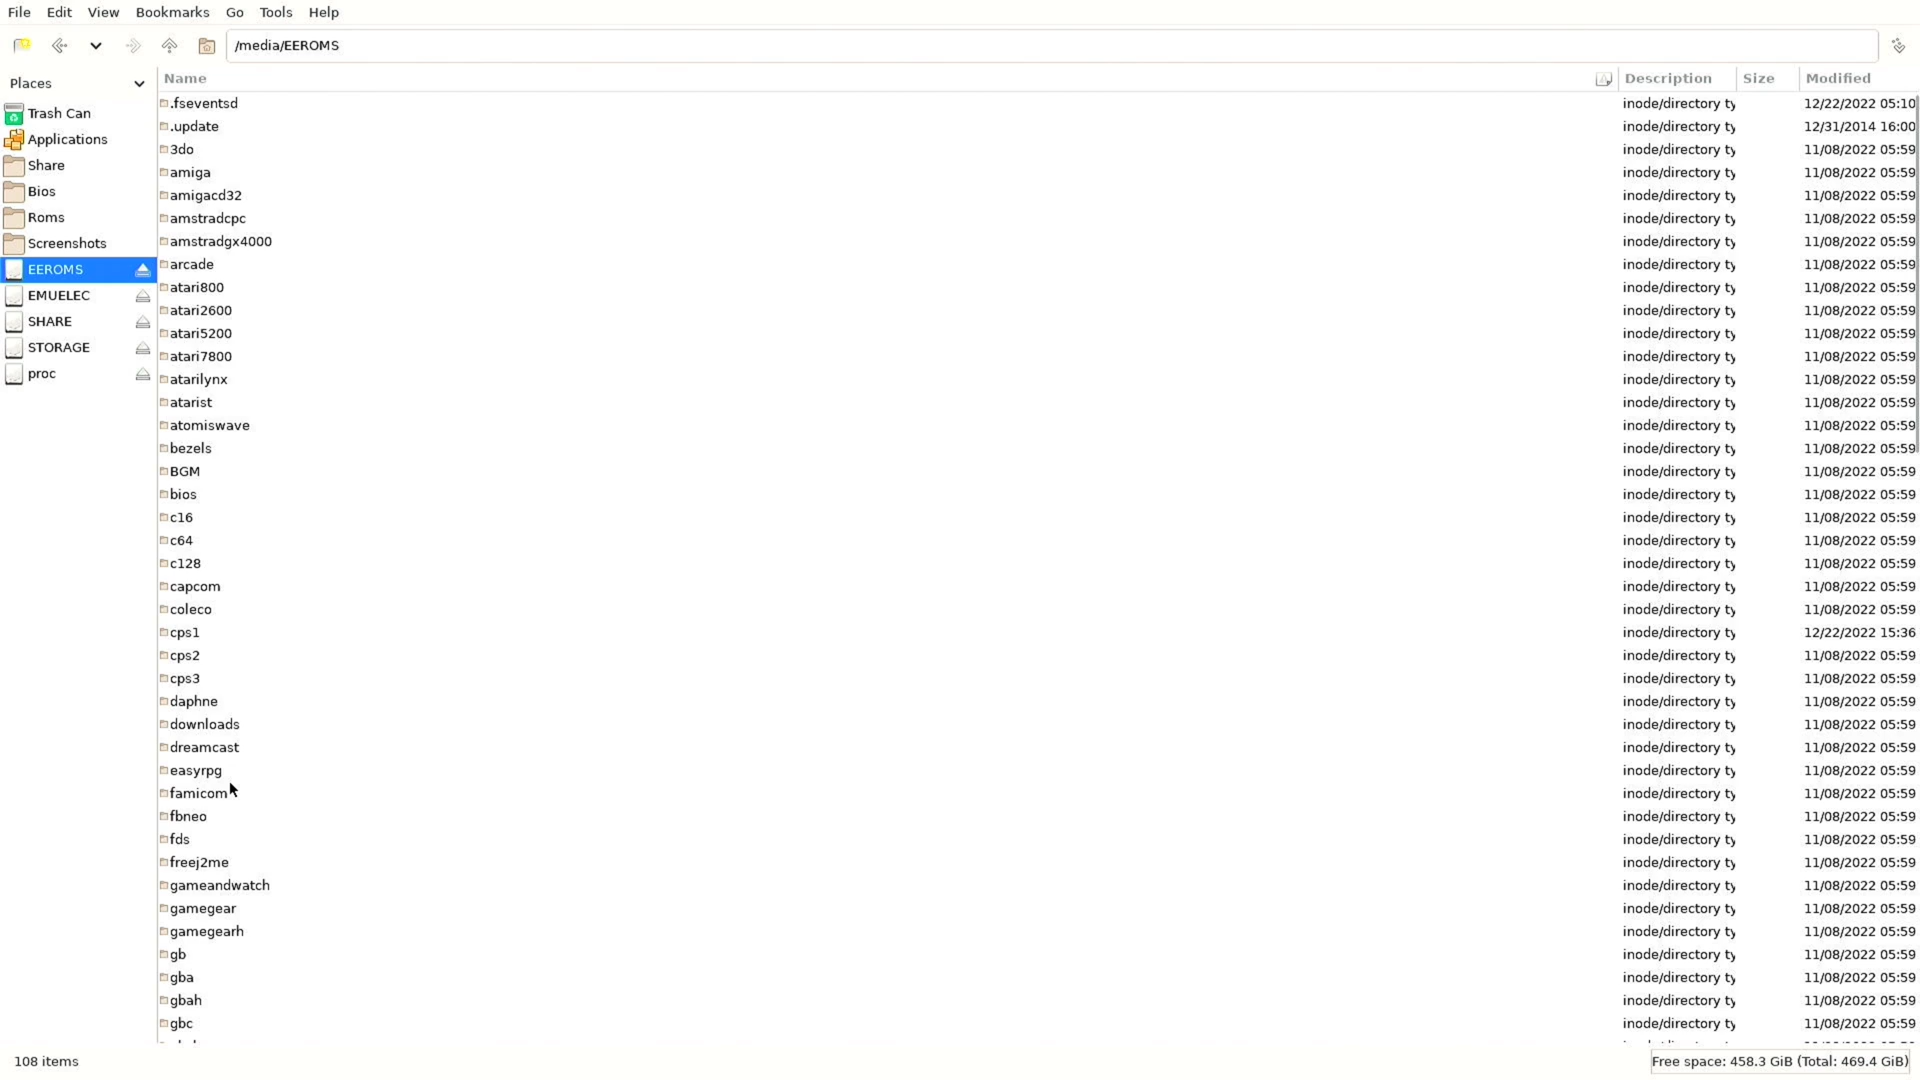 File Edit View Bookmarks Go Tools Help
/media/EEROMS
Places
Trash Can
Applications
Share
Bios
Roms
Screenshots
EEROMS
EMUELEC
SHARE
STORAGE
proc
Name Description Size Modified
.fseventsd inode/directory ty 12/22/2022 05:10
.update inode/directory ty 12/31/2014 16:00
3do inode/directory ty 11/08/2022 05:59
amiga inode/directory ty 11/08/2022 05:59
amigacd32 inode/directory ty 11/08/2022 05:59
amstradcpc inode/directory ty 11/08/2022 05:59
amstradgx4000 inode/directory ty 11/08/2022 05:59
arcade inode/directory ty 11/08/2022 05:59
atari800 inode/directory ty 11/08/2022 05:59
atari2600 inode/directory ty 11/08/2022 05:59
atari5200 inode/directory ty 11/08/2022 05:59
atari7800 inode/directory ty 11/08/2022 05:59
atarilynx inode/directory ty 11/08/2022 05:59
atarist inode/directory ty 11/08/2022 05:59
atomiswave inode/directory ty 11/08/2022 05:59
bezels inode/directory ty 11/08/2022 05:59
BGM inode/directory ty 11/08/2022 05:59
bios inode/directory ty 11/08/2022 05:59
c16 inode/directory ty 11/08/2022 05:59
c64 inode/directory ty 11/08/2022 05:59
c128 inode/directory ty 11/08/2022 05:59
capcom inode/directory ty 11/08/2022 05:59
coleco inode/directory ty 11/08/2022 05:59
cps1 inode/directory ty 12/22/2022 15:36
cps2 inode/directory ty 11/08/2022 05:59
cps3 inode/directory ty 11/08/2022 05:59
daphne inode/directory ty 11/08/2022 05:59
downloads inode/directory ty 11/08/2022 05:59
dreamcast inode/directory ty 11/08/2022 05:59
easyrpg inode/directory ty 11/08/2022 05:59
famicom inode/directory ty 11/08/2022 05:59
fbneo inode/directory ty 11/08/2022 05:59
fds inode/directory ty 11/08/2022 05:59
freej2me inode/directory ty 11/08/2022 05:59
gameandwatch inode/directory ty 11/08/2022 05:59
gamegear inode/directory ty 11/08/2022 05:59
gamegearh inode/directory ty 11/08/2022 05:59
gb inode/directory ty 11/08/2022 05:59
gba inode/directory ty 11/08/2022 05:59
gbah inode/directory ty 11/08/2022 05:59
gbc inode/directory ty 11/08/2022 05:59
108 items
Free space: 458.3 GiB (Total: 469.4 GiB)